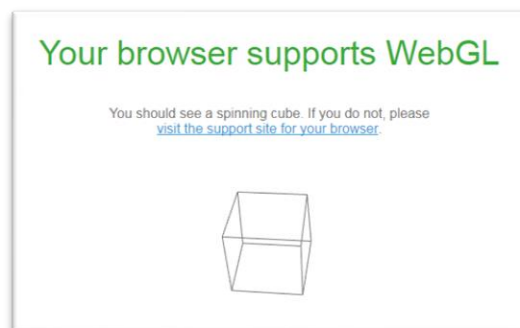 Your browser supports WebGL
You should see a spinning cube. If you do not, please
visit the support site for your browser.